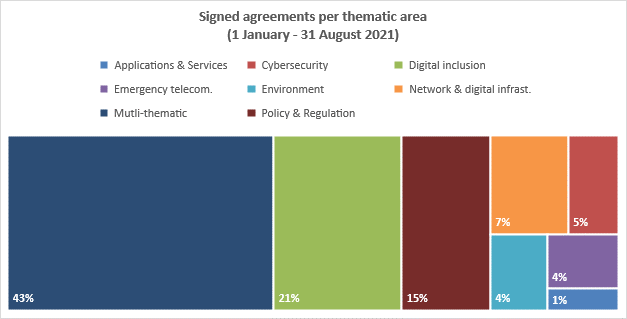 Signed agreements per thematic area
(1 January - 31 August 2021)
Applications & Services Cybersecurity Digital inclusion
Emergency telecom. Environment Network & digital infrast.
Mutli-thematic Policy & Regulation
7% 5%
4%
43% 21% 15% 4% 1%